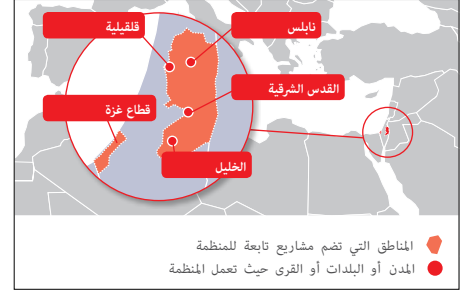 نابلس
قلقيلية
القدس الشرقية
قطاع غزة
الخليل
المناطق التي تضم مشاريع تابعة للمنظمة
المدن أو البلدات أو القرى حيث تعمل المنظمة